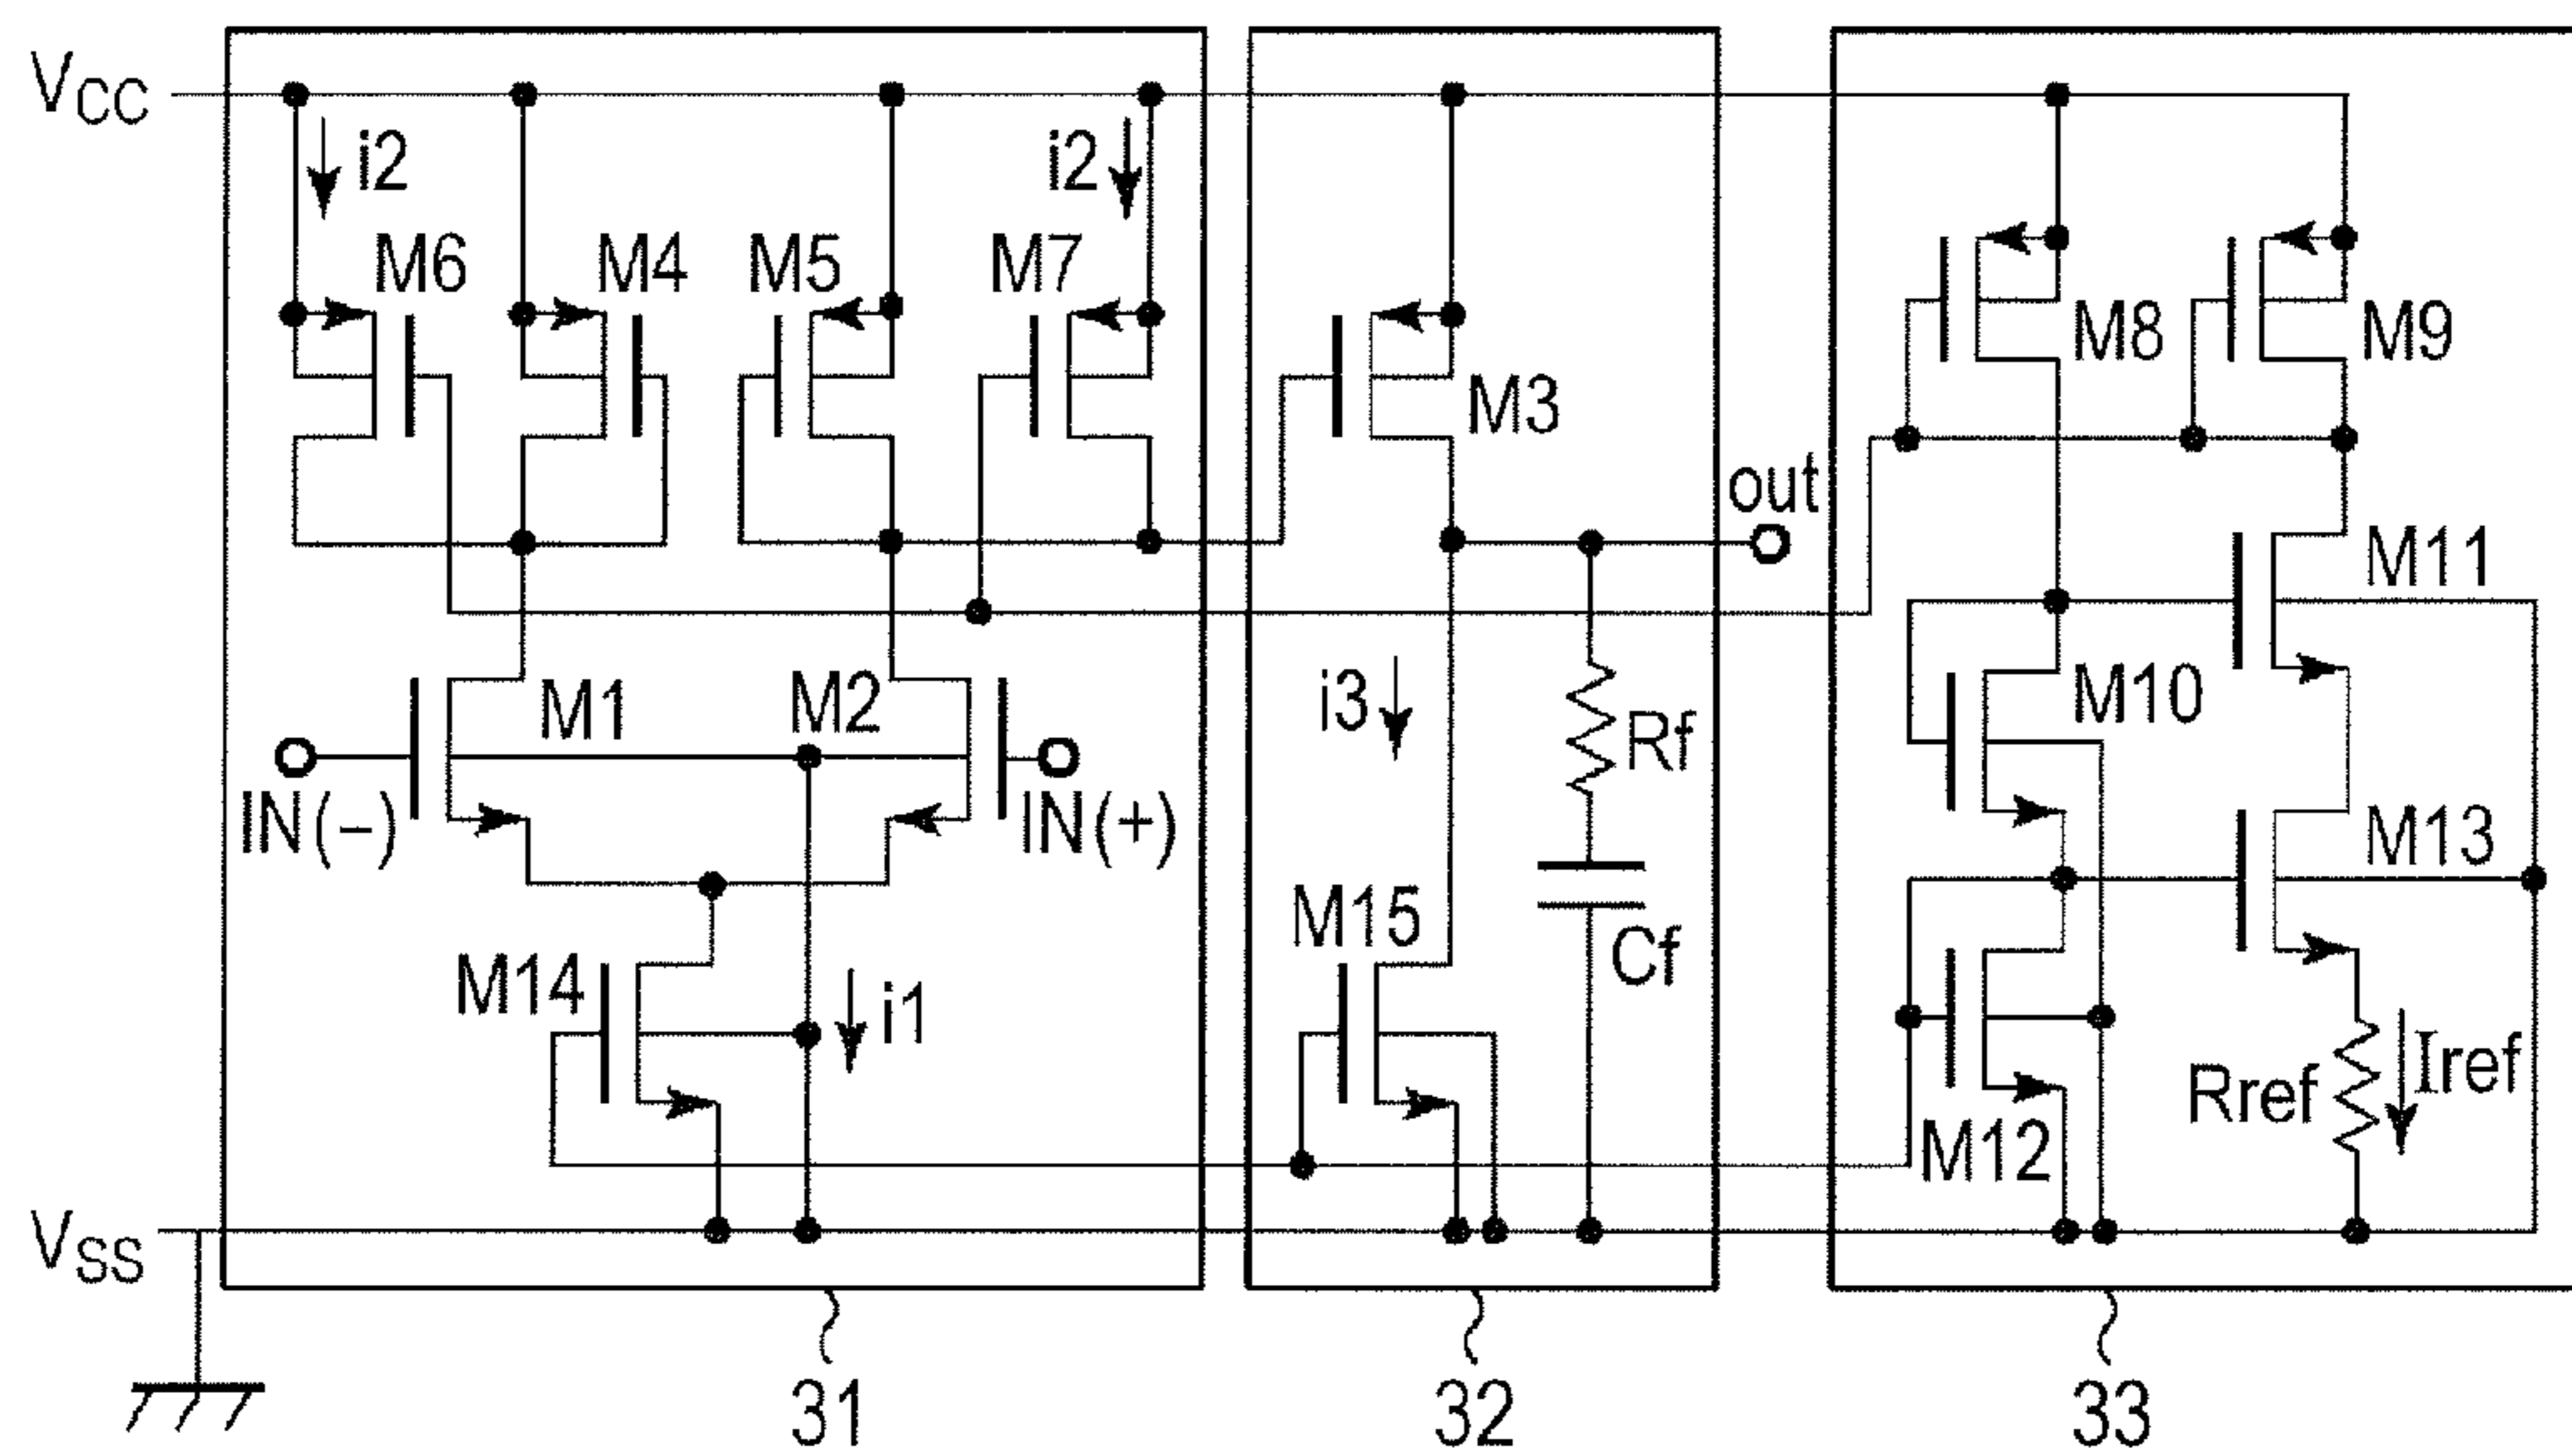 VCC
i2
i2
M6
M4
M5
M7
M3
M8
M9
out
M11
M1
M2
M10
i3
Rf
IN(−)
IN(+)
M13
M15
Cf
M14
i1
Rref
Iref
M12
VSS
31
32
33